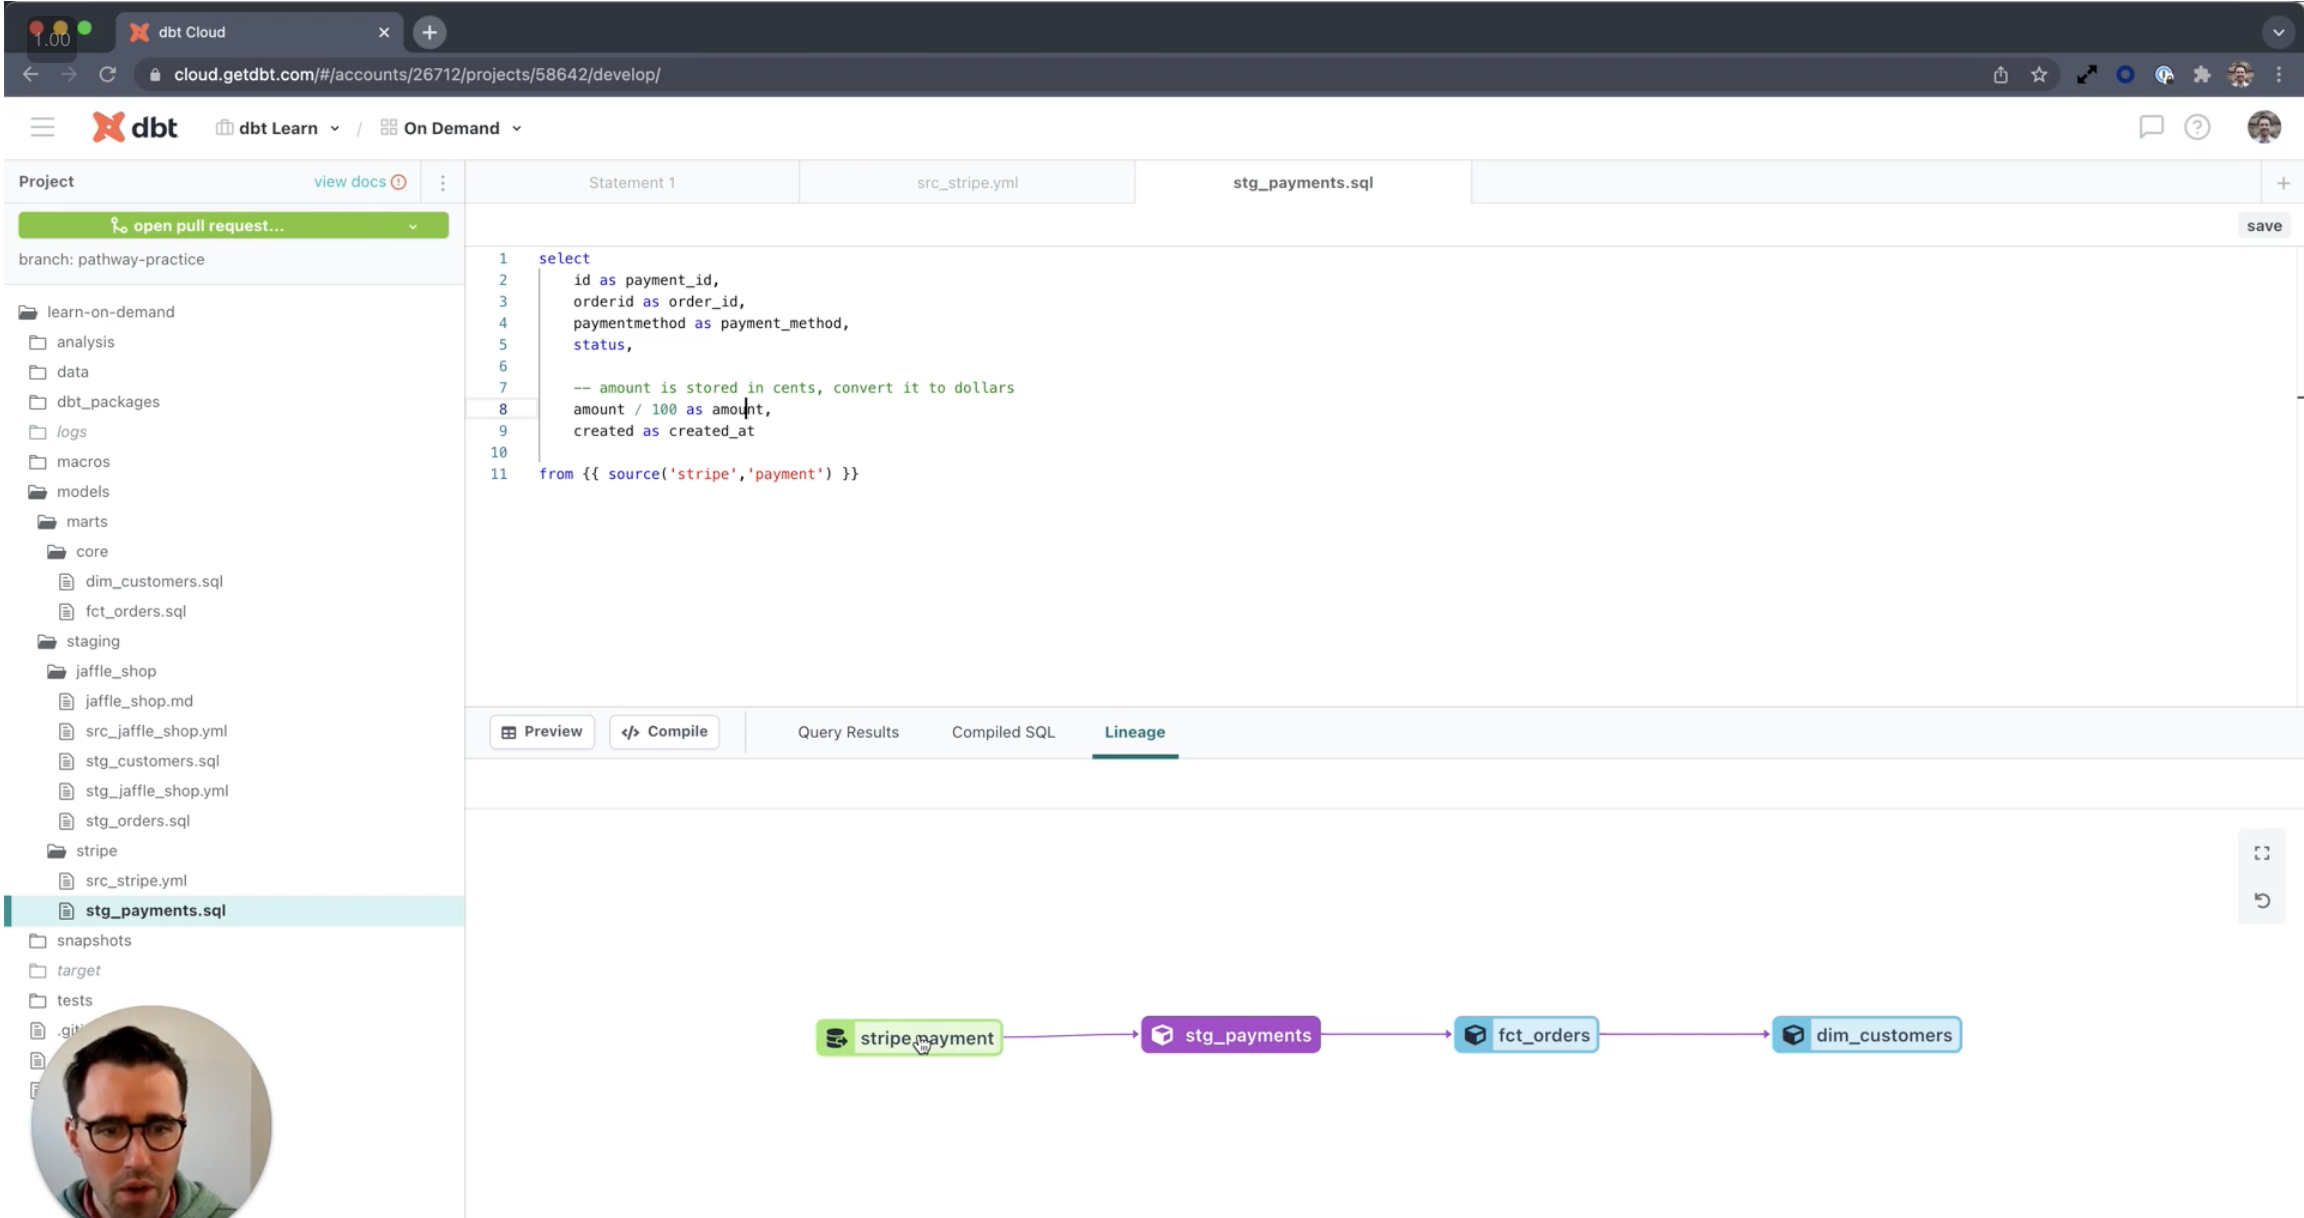 1.00
dbt Cloud
cloud.getdbt.com/#/accounts/26712/projects/58642/develop/
dbt
dbt Learn
/
On Demand
Project
view docs
Statement 1
src_stripe.yml
stg_payments.sql
open pull request...
save
branch: pathway-practice
learn-on-demand
analysis
data
dbt_packages
logs
macros
models
marts
core
dim_customers.sql
fct_orders.sql
staging
jaffle_shop
jaffle_shop.md
src_jaffle_shop.yml
stg_customers.sql
stg_jaffle_shop.yml
stg_orders.sql
stripe
src_stripe.yml
stg_payments.sql
snapshots
target
tests
1 select
2 id as payment_id,
3 orderid as order_id,
4 paymentmethod as payment_method,
5 status,
6
7 -- amount is stored in cents, convert it to dollars
8 amount / 100 as amount,
9 created as created_at
10
11 from {{ source('stripe','payment') }}
Preview
</> Compile
Query Results
Compiled SQL
Lineage
stripe.payment
stg_payments
fct_orders
dim_customers